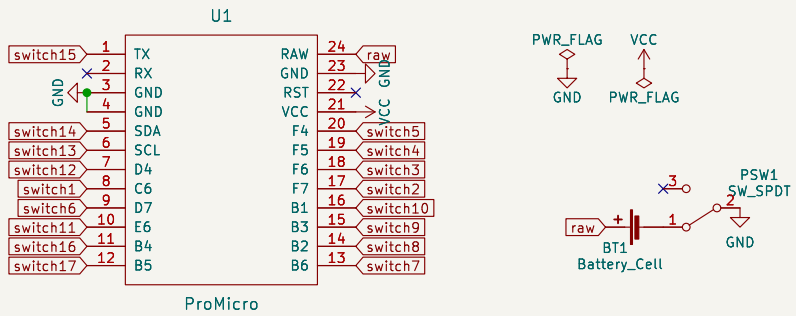 U1
switch15 1 TX RAW 24 raw
2 RX GND 23 GND
GND 3 GND RST 22
4 GND VCC 21 VCC
switch14 5 SDA F4 20 switch5
switch13 6 SCL F5 19 switch4
switch12 7 D4 F6 18 switch3
switch1 8 C6 F7 17 switch2
switch6 9 D7 B1 16 switch10
switch11 10 E6 B3 15 switch9
switch16 11 B4 B2 14 switch8
switch17 12 B5 B6 13 switch7
ProMicro
PWR_FLAG
GND
VCC
PWR_FLAG
3
PSW1
SW_SPDT
2
1
GND
raw
+
BT1
Battery_Cell